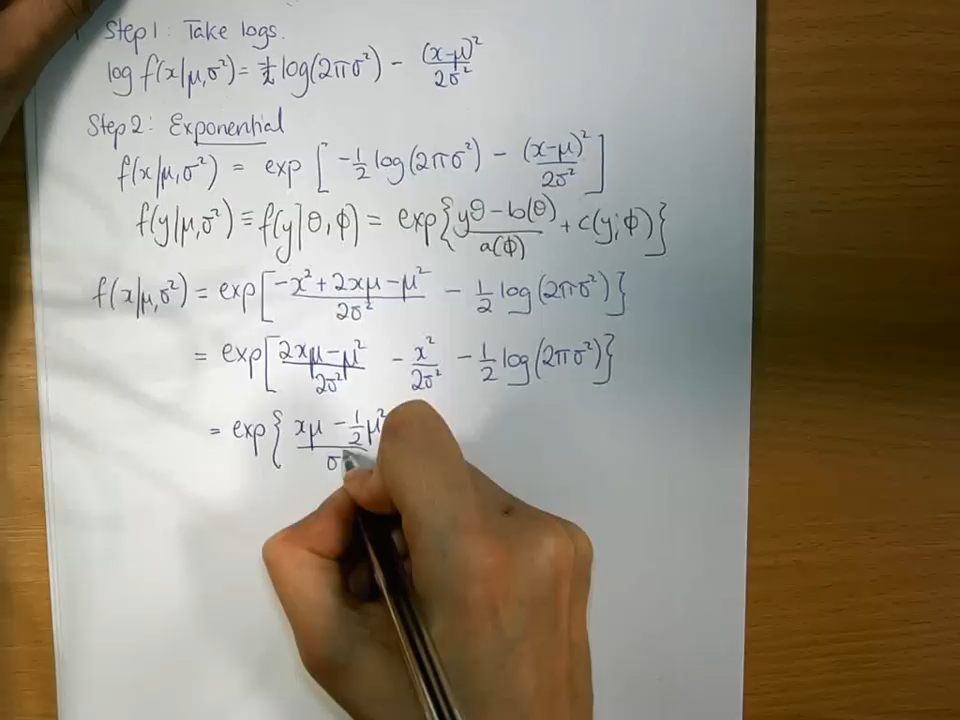 Step 1: Take logs.
log f(x|μ,σ²) = ½ log(2πσ²) - (x-μ)²/2σ²
Step 2: Exponential
f(x|μ,σ²) = exp [ -½ log(2πσ²) - (x-μ)²/2σ² ]
f(y|μ,σ²) ≡ f(y|θ,ϕ) = exp{ yθ - b(θ)/a(ϕ) + c(y;ϕ) }
f(x|μ,σ²) = exp[ -x² + 2xμ - μ²/2σ² - ½ log(2πσ²) }
= exp[ 2xμ - μ²/2σ² - x²/2σ² - ½ log(2πσ²) }
= exp{ xμ - ½μ²/σ